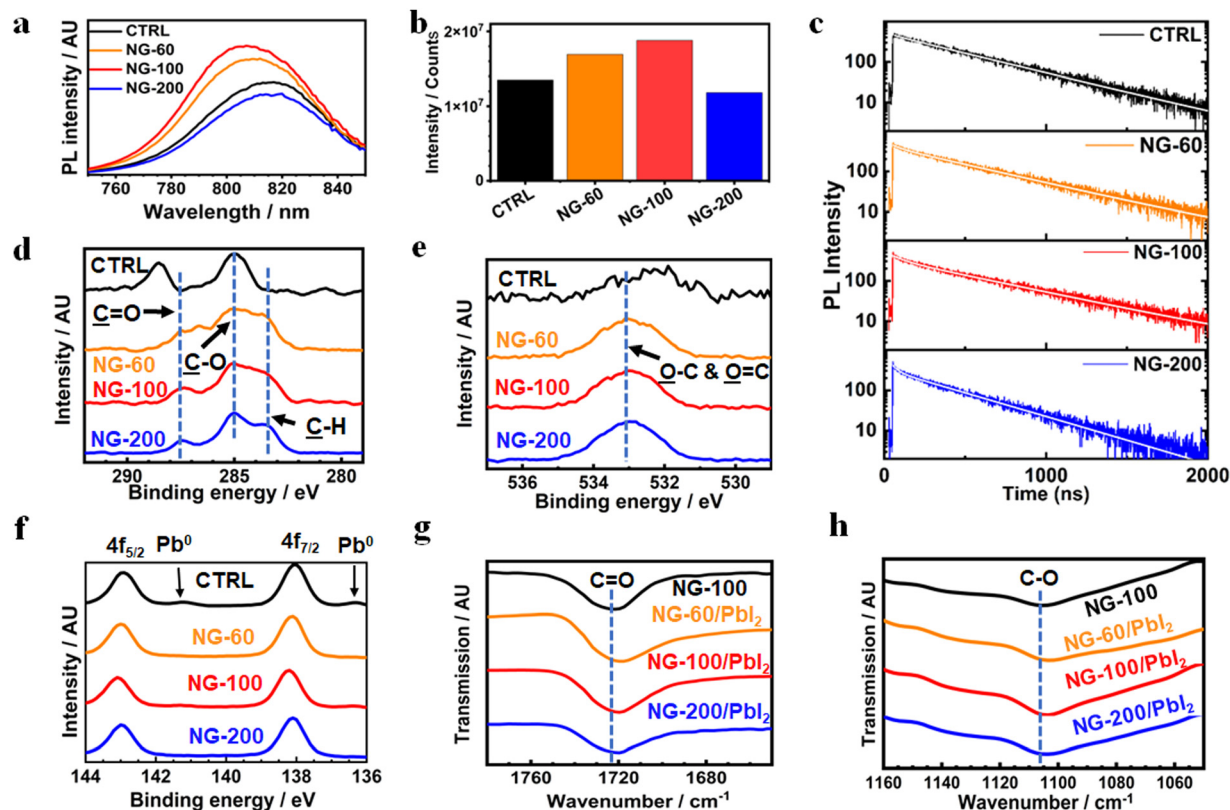 a
PL intensity / AU
CTRL
NG-60
NG-100
NG-200
760 780 800 820 840
Wavelength / nm
b
Intensity / Counts
2×10⁷
1×10⁷
0
CTRL NG-60 NG-100 NG-200
c
PL Intensity
CTRL
100
10
NG-60
100
10
NG-100
100
10
NG-200
100
10
0 1000 2000
Time (ns)
d
Intensity / AU
CTRL
C=O
NG-60
C-O
NG-100
C-H
NG-200
290 285 280
Binding energy / eV
e
Intensity / AU
CTRL
NG-60
O-C & O=C
NG-100
NG-200
536 534 532 530
Binding energy / eV
f
Intensity / AU
4f5/2 Pb⁰ 4f7/2 Pb⁰
CTRL
NG-60
NG-100
NG-200
144 142 140 138 136
Binding energy / eV
g
Transmission / AU
C=O
NG-100
NG-60/PbI₂
NG-100/PbI₂
NG-200/PbI₂
1760 1720 1680
Wavenumber / cm⁻¹
h
Transmission / AU
C-O
NG-100
NG-60/PbI₂
NG-100/PbI₂
NG-200/PbI₂
1160 1140 1120 1100 1080 1060
Wavenumber / cm⁻¹